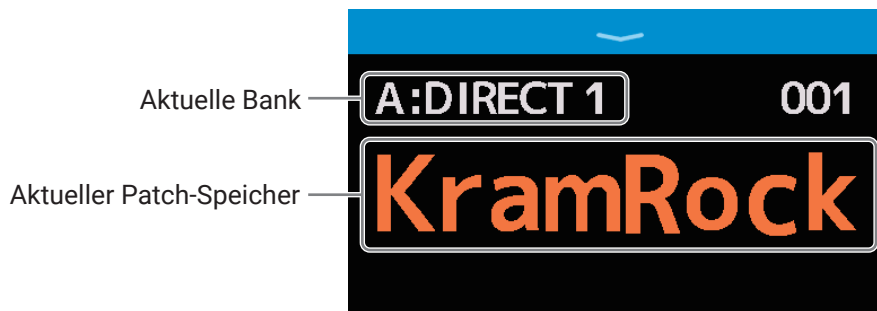 Aktuelle Bank
A:DIRECT 1 001
Aktueller Patch-Speicher
KramRock